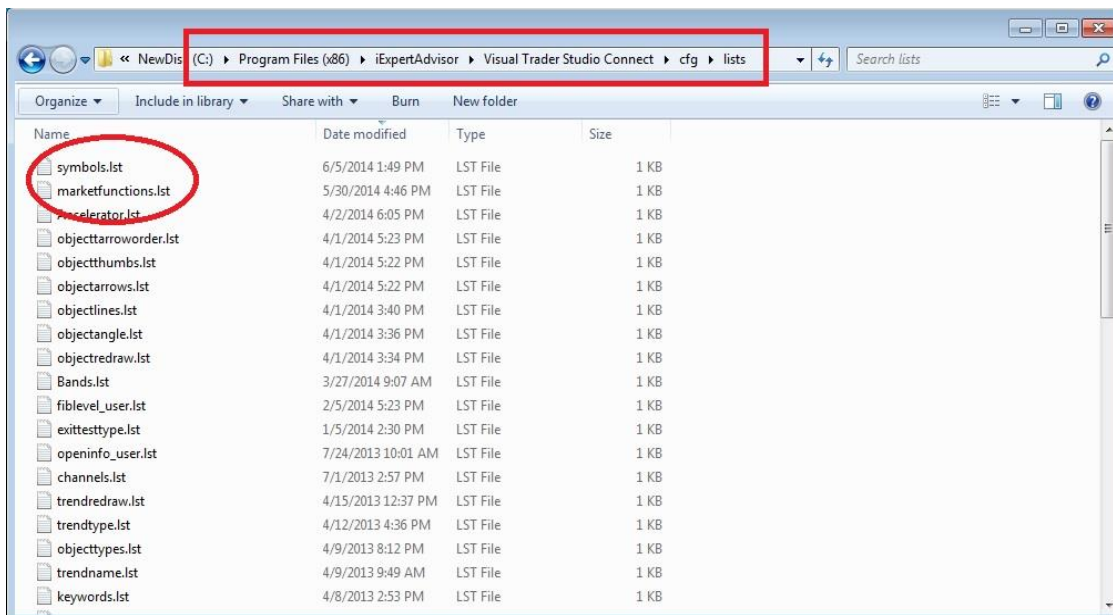 « NewDis (C:) ▸ Program Files (x86) ▸ iExpertAdvisor ▸ Visual Trader Studio Connect ▸ cfg ▸ lists Search lists
Organize Include in library Share with Burn New folder
Name Date modified Type Size
symbols.lst 6/5/2014 1:49 PM LST File 1 KB
marketfunctions.lst 5/30/2014 4:46 PM LST File 1 KB
Accelerator.lst 4/2/2014 6:05 PM LST File 1 KB
objecttarroworder.lst 4/1/2014 5:23 PM LST File 1 KB
objectthumbs.lst 4/1/2014 5:22 PM LST File 1 KB
objectarrows.lst 4/1/2014 5:22 PM LST File 1 KB
objectlines.lst 4/1/2014 3:40 PM LST File 1 KB
objectangle.lst 4/1/2014 3:36 PM LST File 1 KB
objectredraw.lst 4/1/2014 3:34 PM LST File 1 KB
Bands.lst 3/27/2014 9:07 AM LST File 1 KB
fiblevel_user.lst 2/5/2014 5:23 PM LST File 1 KB
exittesttype.lst 1/5/2014 2:30 PM LST File 1 KB
openinfo_user.lst 7/24/2013 10:01 AM LST File 1 KB
channels.lst 7/1/2013 2:57 PM LST File 1 KB
trendredraw.lst 4/15/2013 12:37 PM LST File 1 KB
trendtype.lst 4/12/2013 4:36 PM LST File 1 KB
objecttypes.lst 4/9/2013 8:12 PM LST File 1 KB
trendname.lst 4/9/2013 9:49 AM LST File 1 KB
keywords.lst 4/8/2013 2:53 PM LST File 1 KB